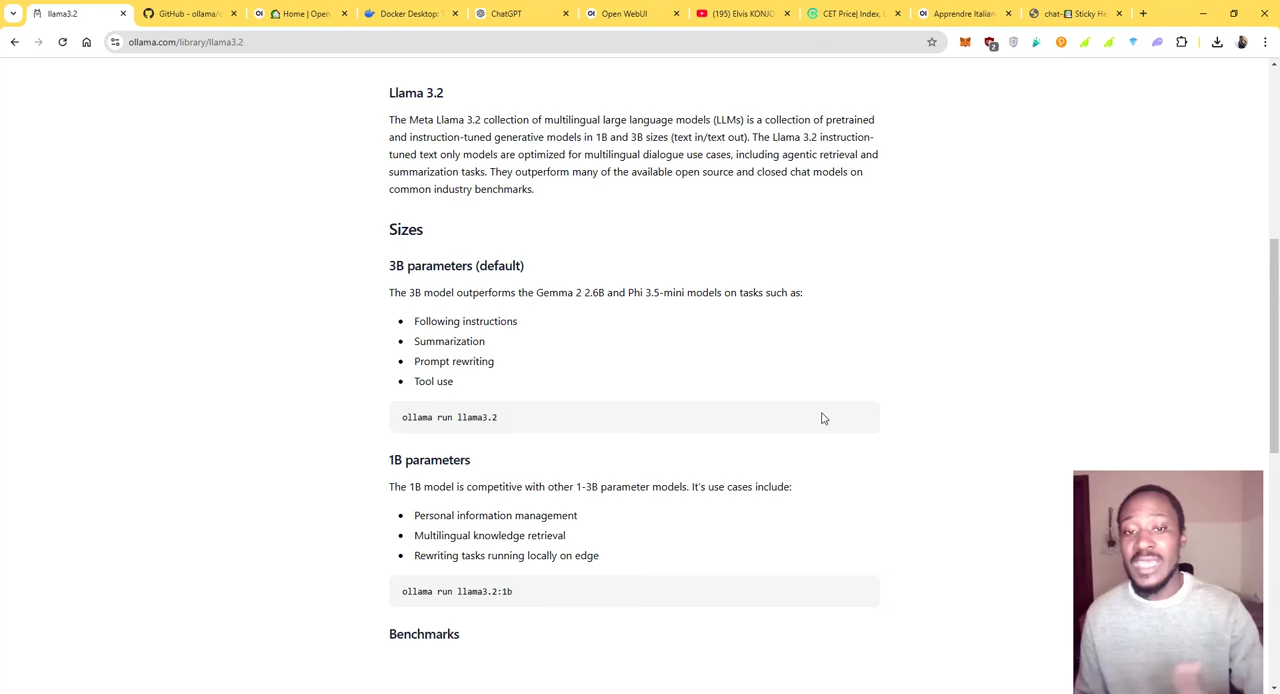 llama3.2
GitHub - ollama/o
Home | Open
Docker Desktop:
ChatGPT
Open WebUI
(195) Elvis KONJO
CET Price| Index, L
Apprendre Italian
chat- Sticky He
ollama.com/library/llama3.2
2
Llama 3.2
The Meta Llama 3.2 collection of multilingual large language models (LLMs) is a collection of pretrained
and instruction-tuned generative models in 1B and 3B sizes (text in/text out). The Llama 3.2 instruction-
tuned text only models are optimized for multilingual dialogue use cases, including agentic retrieval and
summarization tasks. They outperform many of the available open source and closed chat models on
common industry benchmarks.
Sizes
3B parameters (default)
The 3B model outperforms the Gemma 2 2.6B and Phi 3.5-mini models on tasks such as:
Following instructions
Summarization
Prompt rewriting
Tool use
ollama run llama3.2
1B parameters
The 1B model is competitive with other 1-3B parameter models. It's use cases include:
Personal information management
Multilingual knowledge retrieval
Rewriting tasks running locally on edge
ollama run llama3.2:1b
Benchmarks